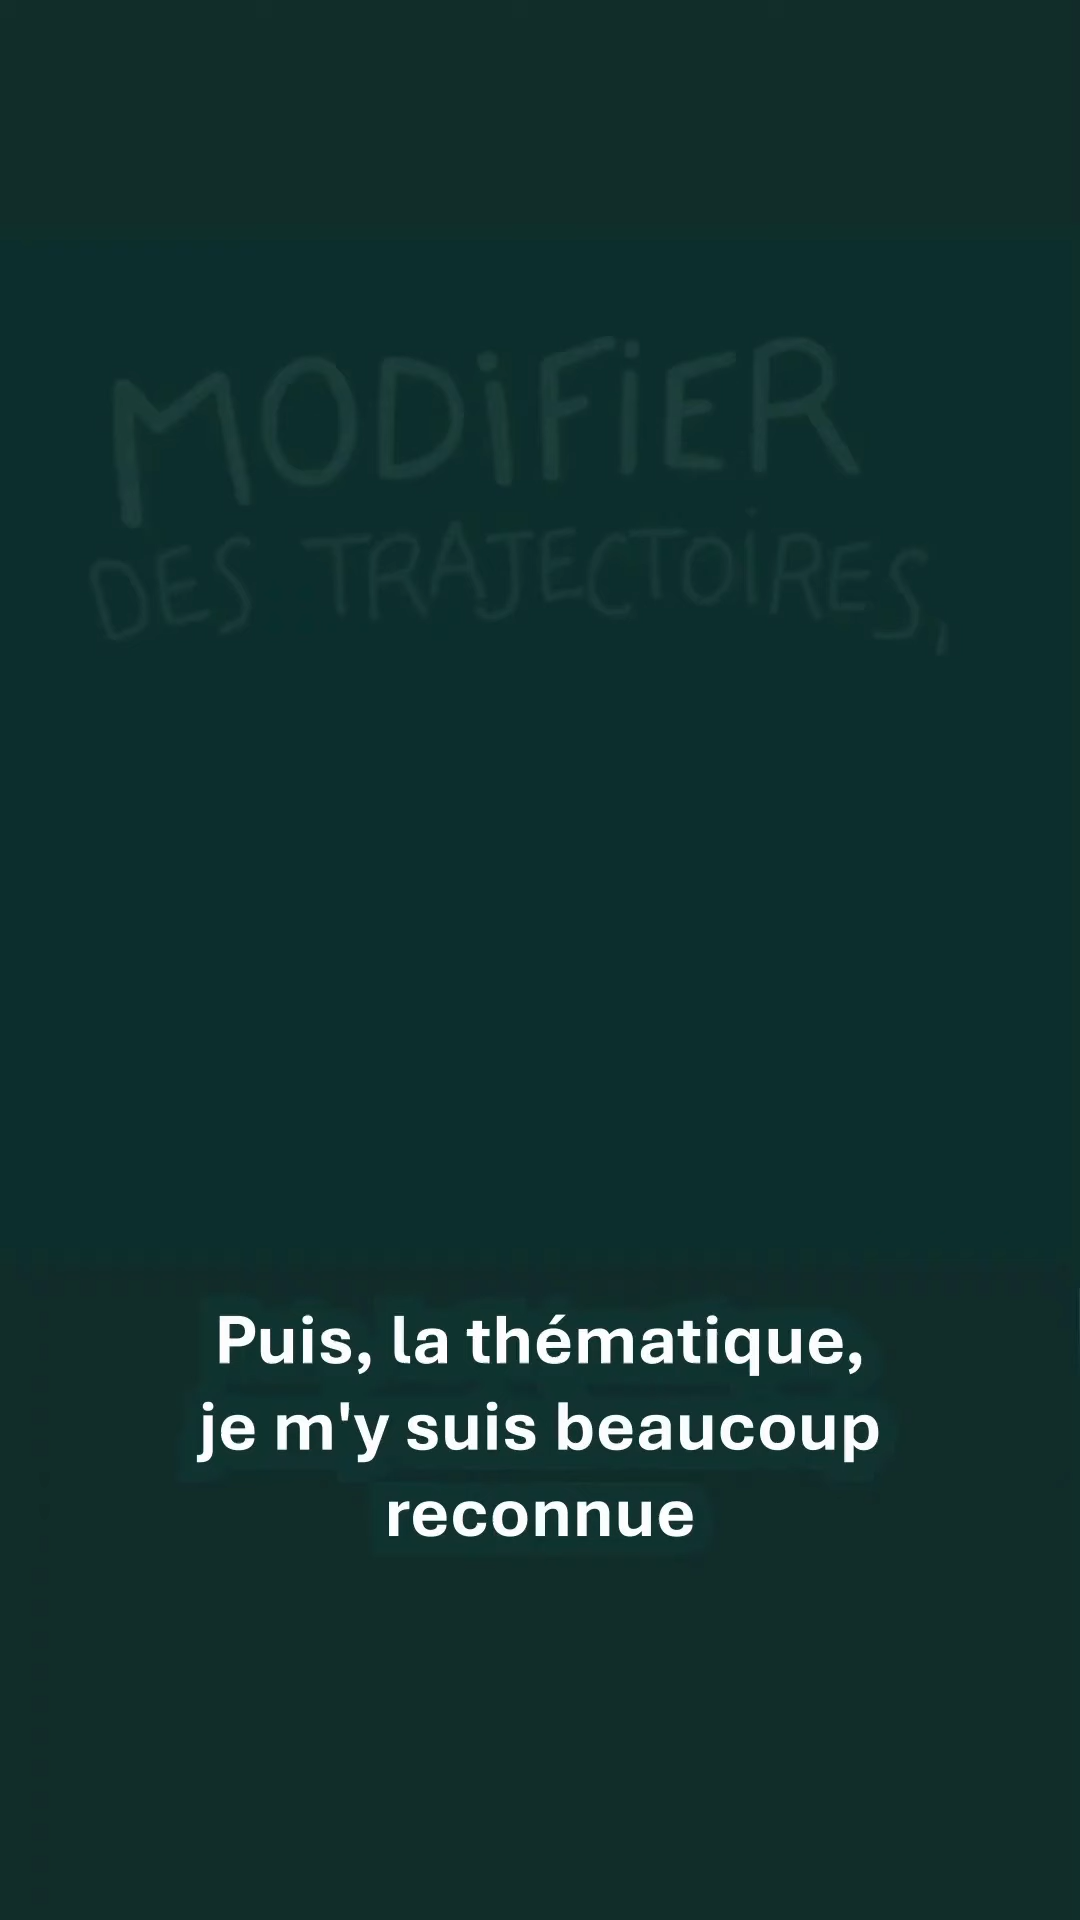 MODiFiER
DES TRAJECTOiRES,
Puis, la thématique,
je m'y suis beaucoup
reconnue